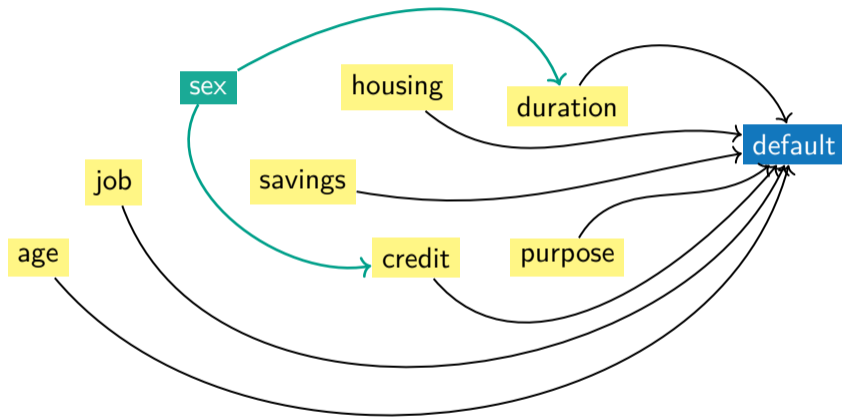 sex
housing
duration
default
job
savings
age
credit
purpose